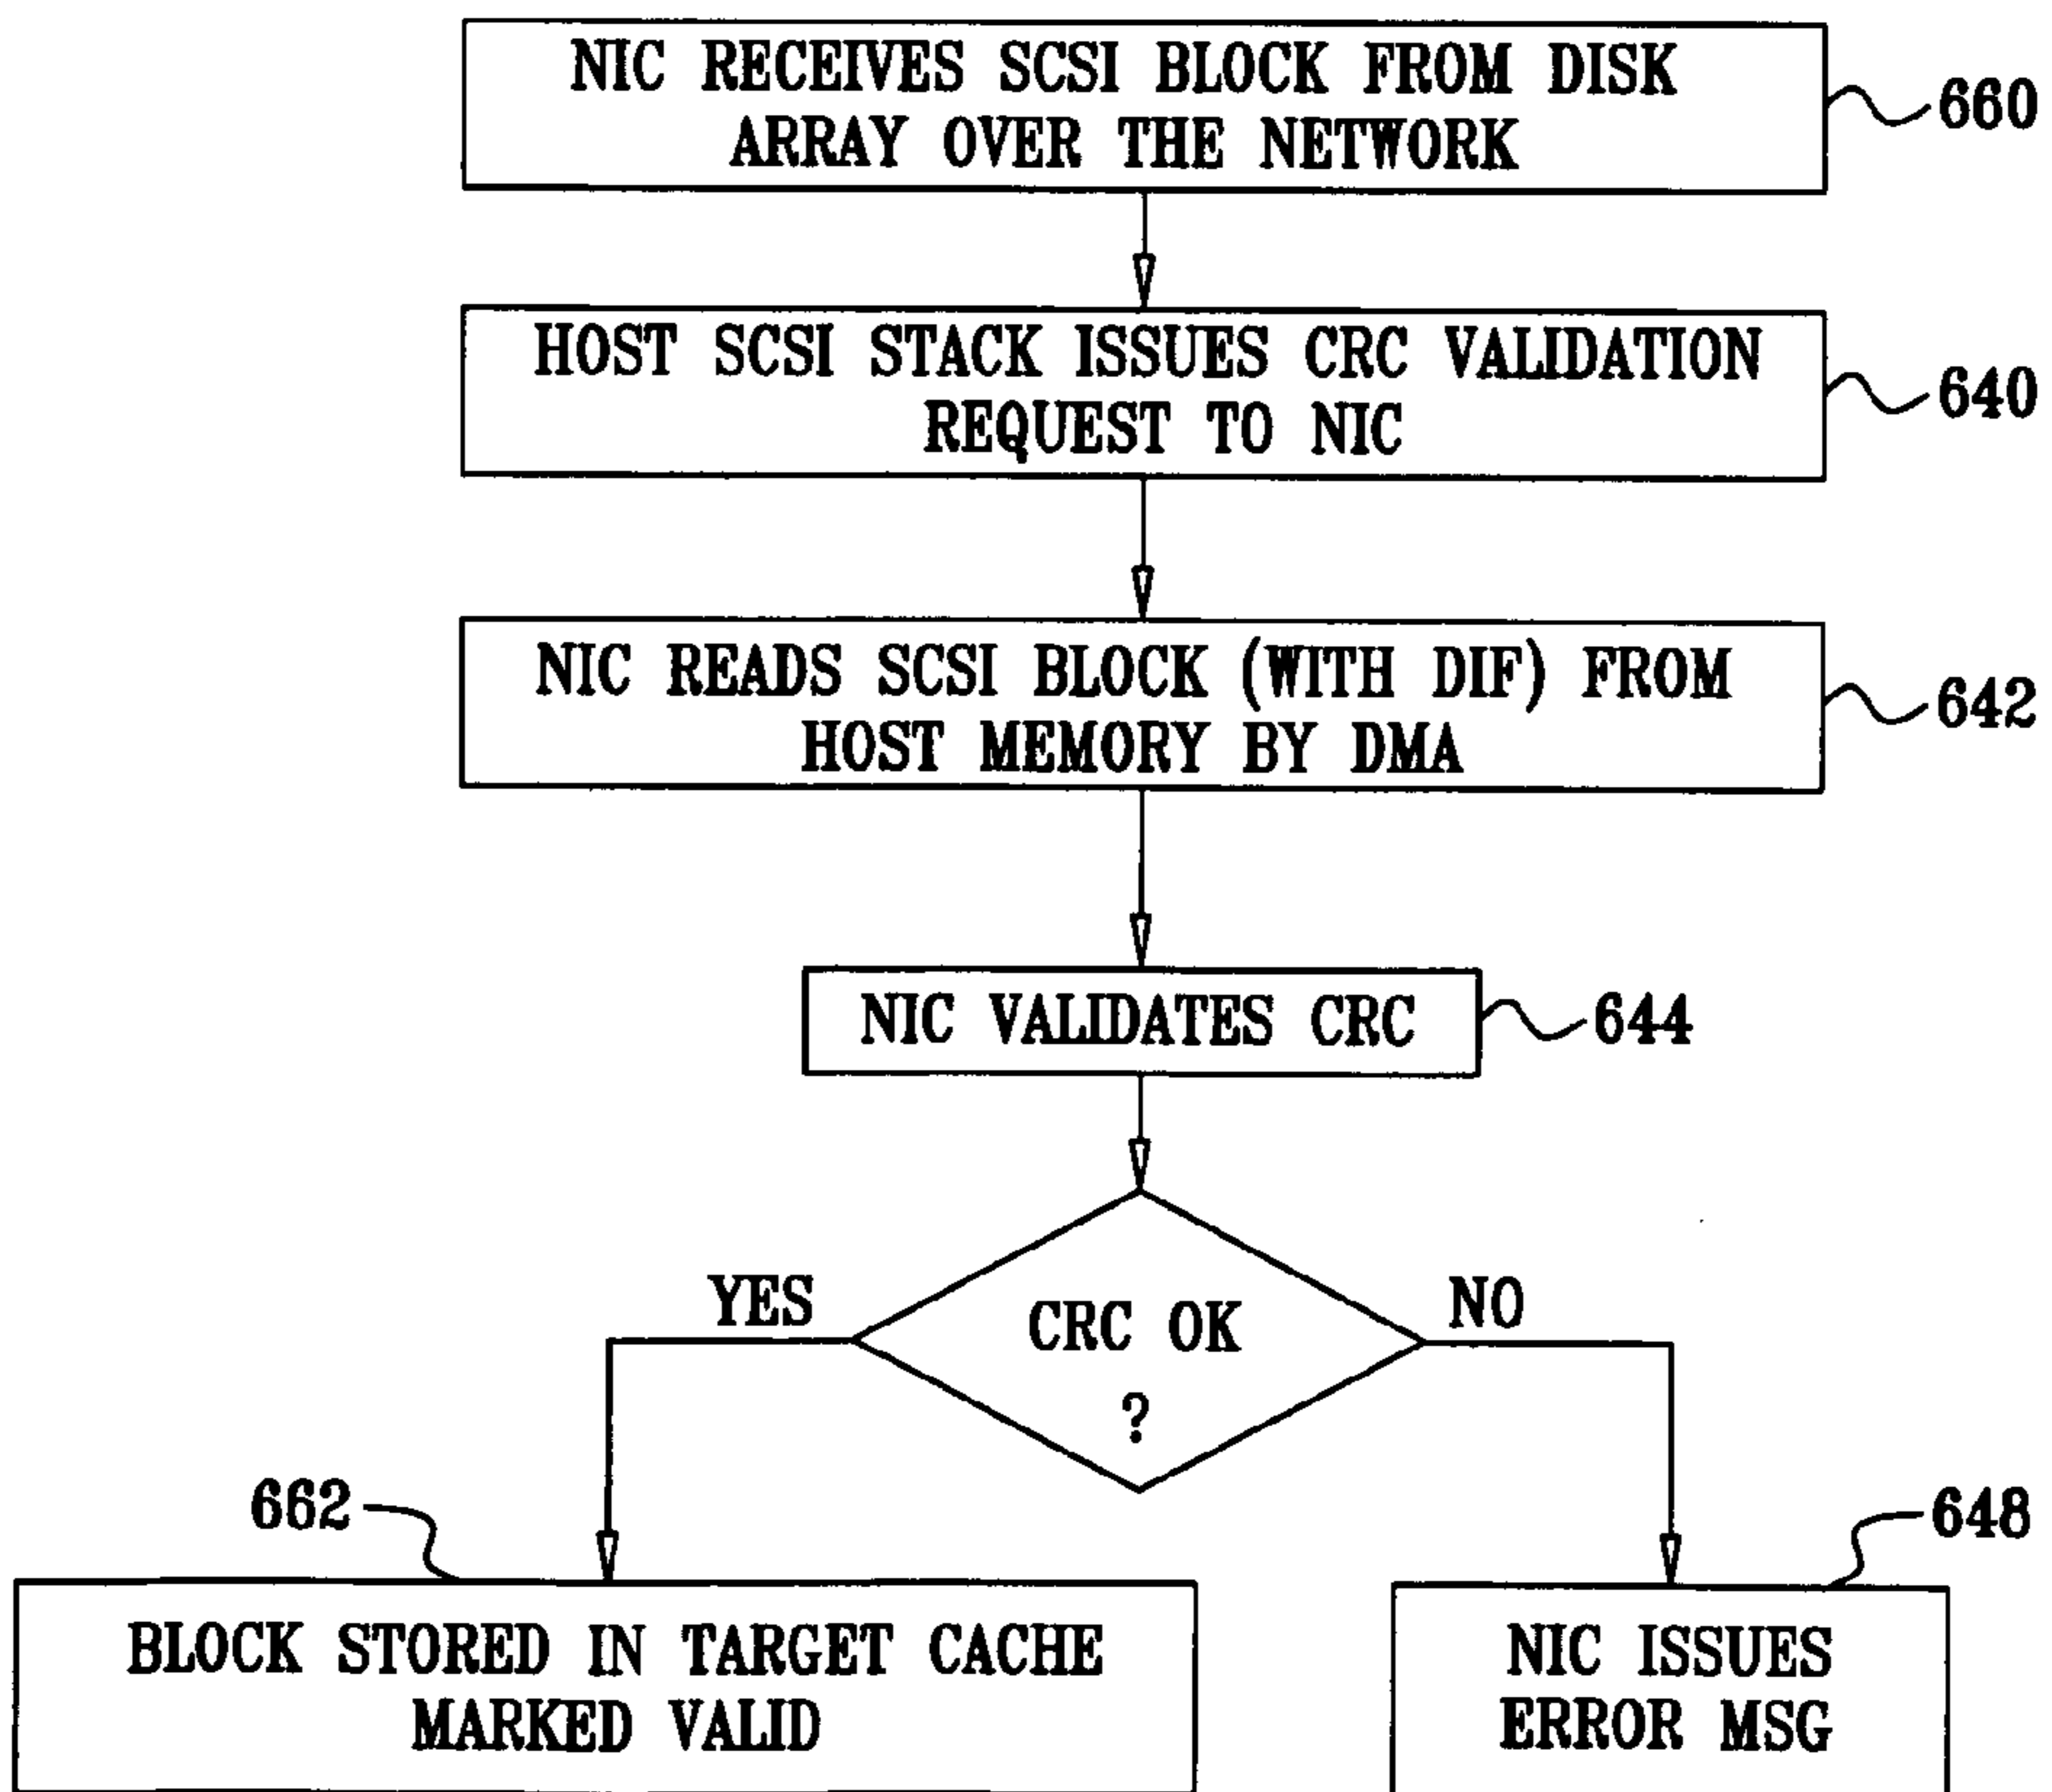 NIC RECEIVES SCSI BLOCK FROM DISK
ARRAY OVER THE NETWORK
660
HOST SCSI STACK ISSUES CRC VALIDATION
REQUEST TO NIC
640
NIC READS SCSI BLOCK (WITH DIF) FROM
HOST MEMORY BY DMA
642
NIC VALIDATES CRC
644
YES
CRC OK
?
NO
662
648
BLOCK STORED IN TARGET CACHE
MARKED VALID
NIC ISSUES
ERROR MSG